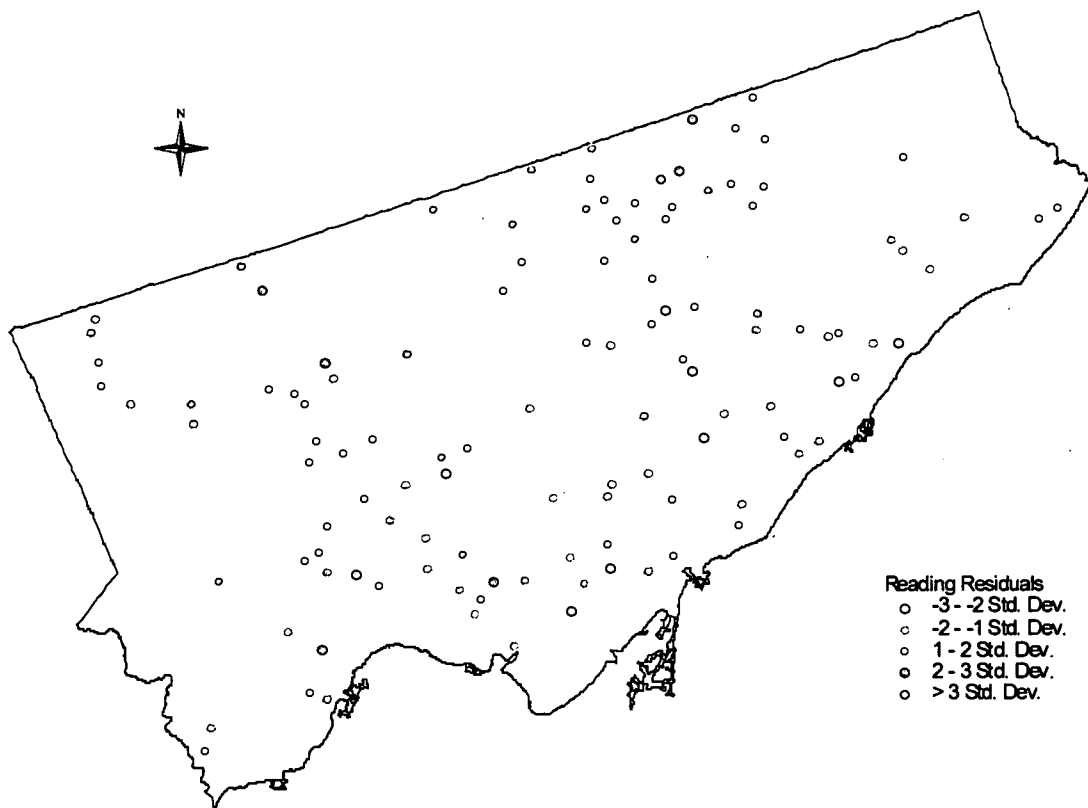 N
Reading Residuals
-3 - -2 Std. Dev.
-2 - -1 Std. Dev.
1 - 2 Std. Dev.
2 - 3 Std. Dev.
> 3 Std. Dev.